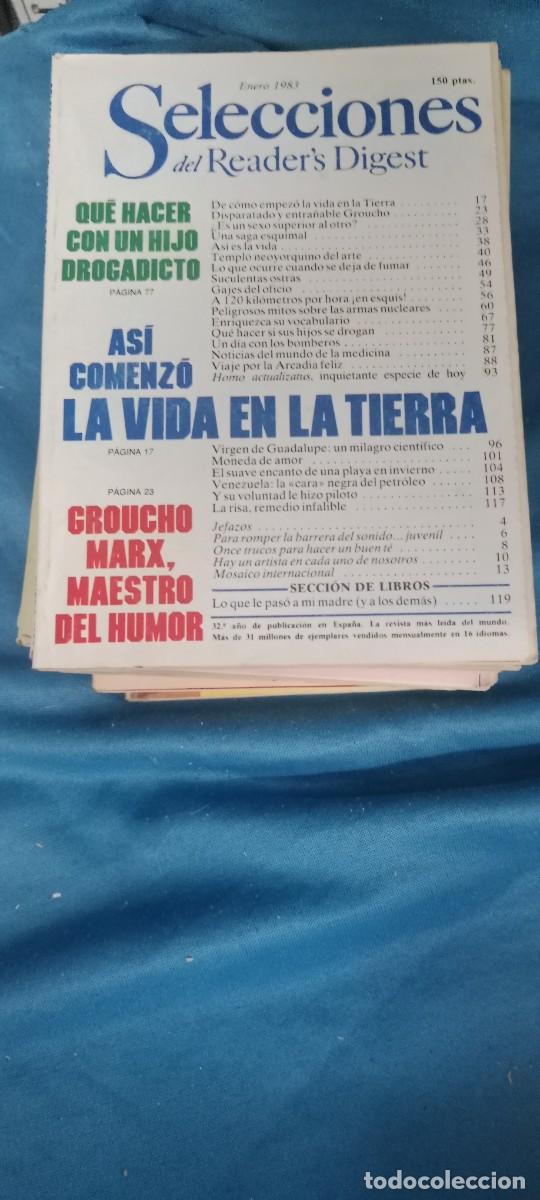 Enero 1983
150 ptas.
Selecciones
del Reader's Digest
QUÉ HACER
CON UN HIJO
DROGADICTO
PÁGINA 77
De cómo empezó la vida en la Tierra . . . . . . . . . . 17
Disparatado y entrañable Groucho . . . . . . . . . . 23
¿Es un sexo superior al otro? . . . . . . . . . . 28
Una saga esquimal . . . . . . . . . . 33
Así es la vida . . . . . . . . . . 38
Templo neoyorquino del arte . . . . . . . . . . 40
Lo que ocurre cuando se deja de fumar . . . . . . . . . . 46
Suculentas ostras . . . . . . . . . . 49
Gajes del oficio . . . . . . . . . . 54
A 120 kilómetros por hora ¡en esquís! . . . . . . . . . . 56
Peligrosos mitos sobre las armas nucleares . . . . 60
Enriquezca su vocabulario . . . . . . . . . . 67
Qué hacer si sus hijos se drogan . . . . . . . . . . 77
Un día con los bomberos . . . . . . . . . . 81
Noticias del mundo de la medicina . . . . . . . . . . 87
Viaje por la Arcadia feliz . . . . . . . . . . 88
Homo actualizatus, inquietante especie de hoy 93
ASÍ
COMENZÓ
LA VIDA EN LA TIERRA
PÁGINA 17
Virgen de Guadalupe: un milagro científico . . . 96
Moneda de amor . . . . . . . . . . 101
El suave encanto de una playa en invierno . . . . 104
Venezuela: la «cara» negra del petróleo . . . . 108
Y su voluntad le hizo piloto . . . . . . . . . . 113
La risa, remedio infalible . . . . . . . . . . 117
PÁGINA 23
GROUCHO
MARX,
MAESTRO
DEL HUMOR
Jefazos . . . . . . . . . . 4
Para romper la barrera del sonido... juvenil . . . . 6
Once trucos para hacer un buen té . . . . . . . . . . 8
Hay un artista en cada uno de nosotros . . . . . . 10
Mosaico internacional . . . . . . . . . . 13
SECCIÓN DE LIBROS
Lo que le pasó a mi madre (y a los demás) . . . . . 119
32.º año de publicación en España. La revista más leída del mundo.
Más de 31 millones de ejemplares vendidos mensualmente en 16 idiomas.
todocoleccion